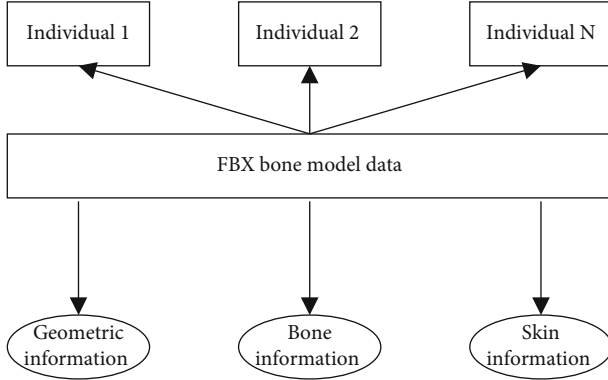 Individual 1
Individual 2
Individual N
FBX bone model data
Geometric
information
Bone
information
Skin
information